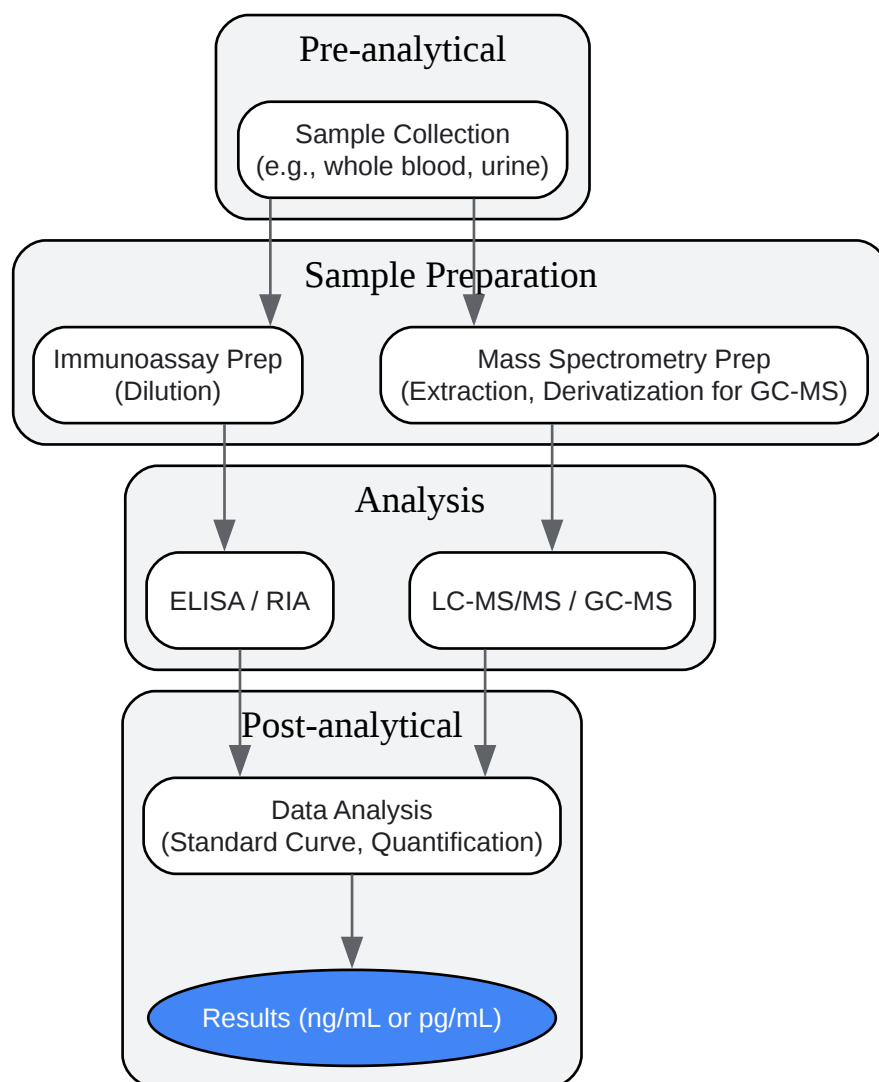 Pre-analytical
Sample Collection
(e.g., whole blood, urine)
Sample Preparation
Immunoassay Prep
(Dilution)
Mass Spectrometry Prep
(Extraction, Derivatization for GC-MS)
Analysis
ELISA / RIA
LC-MS/MS / GC-MS
Post-analytical
Data Analysis
(Standard Curve, Quantification)
Results (ng/mL or pg/mL)